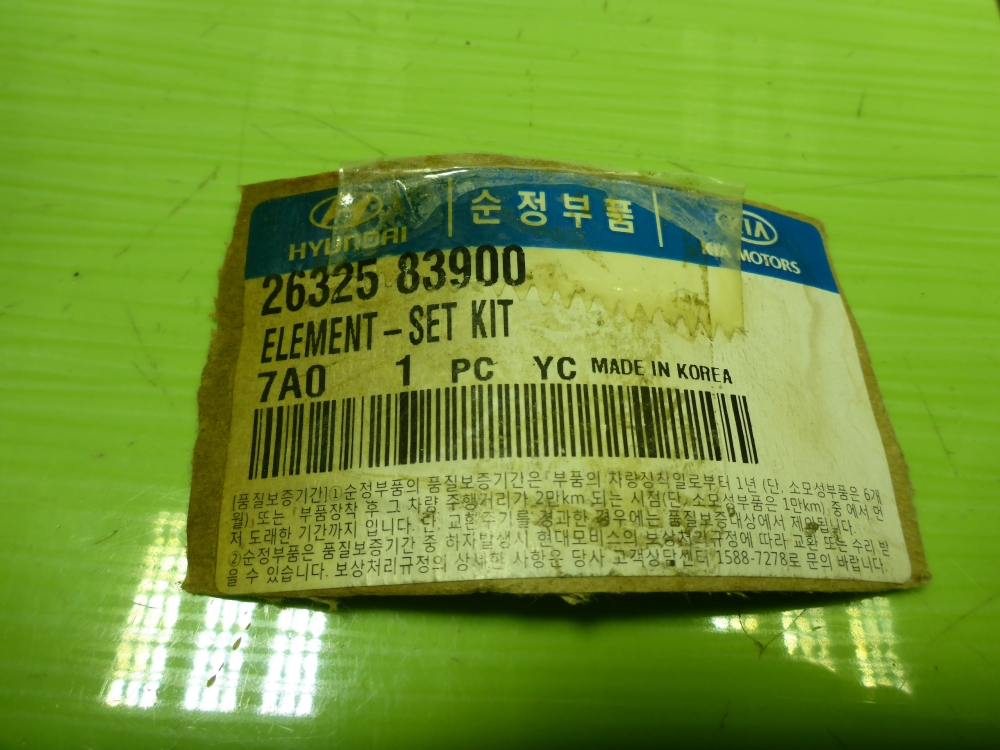 HYUNDAI 순정부품 KIA
KIA MOTORS
26325 83900
ELEMENT-SET KIT
7A0 1 PC YC MADE IN KOREA
[품질보증기간]①순정부품의 품질보증기간은 부품의 차량장착일로부터 1년 (단, 소모성부품은 6개
월) 또는 부품장착 후 그 차량 주행거리가 2만km 되는 시점(단, 소모성부품은 1만km) 중에서 먼
저 도래한 기간까지 입니다. 단, 교환주기를 경과한 경우에는 품질보증대상에서 제외됩니다.
②순정부품은 품질보증기간 중 하자발생시 현대모비스의 보상처리규정에 따라 교환 또는 수리 받
을 수 있습니다. 보상처리규정의 상세한 사항은 당사 고객상담센터 1588-7278로 문의 바랍니다.